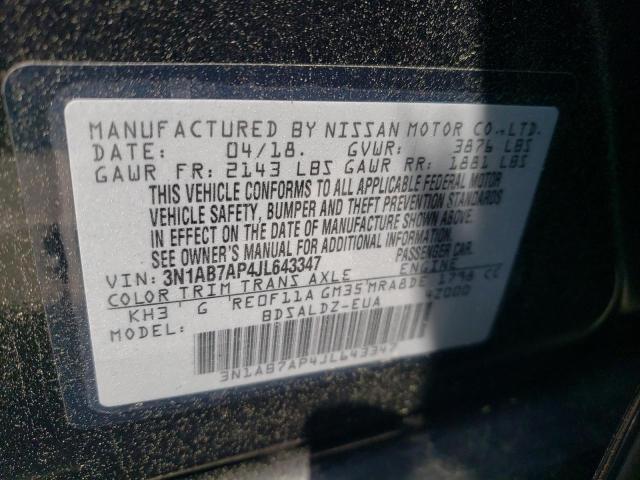 MANUFACTURED BY NISSAN MOTOR CO.,LTD.
DATE: 04/18. GVWR: 3876 LBS
GAWR FR: 2143 LBS GAWR RR: 1881 LBS
THIS VEHICLE CONFORMS TO ALL APPLICABLE FEDERAL MOTOR
VEHICLE SAFETY, BUMPER AND THEFT PREVENTION STANDARDS
IN EFFECT ON THE DATE OF MANUFACTURE SHOWN ABOVE.
SEE OWNER'S MANUAL FOR ADDITIONAL INFORMATION.
VIN: 3N1AB7AP4JL643347 PASSENGER CAR.
COLOR TRIM TRANS AXLE ENGINE
KH3 G RE0F11A GM35 MRA8DE 1798 CC
MODEL: BDSALDZ-EUA 42000
3N1AB7AP4JL643347